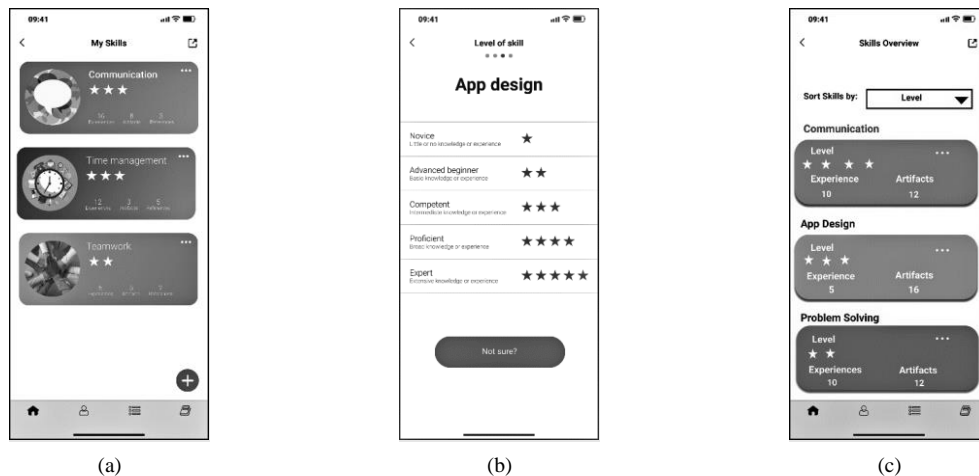 09:41
My Skills
Communication
16 8 3
Time management
12 3 5
Teamwork
(a)
09:41
Level of skill
App design
Novice
Little or no knowledge or experience
Advanced beginner
Basic knowledge or experience
Competent
Intermediate knowledge or experience
Proficient
Broad knowledge or experience
Expert
Extensive knowledge or experience
Not sure?
(b)
09:41
Skills Overview
Sort Skills by: Level
Communication
Level
Experience Artifacts
10 12
App Design
Level
Experience Artifacts
5 16
Problem Solving
Level
Experiences Artifacts
10 12
(c)